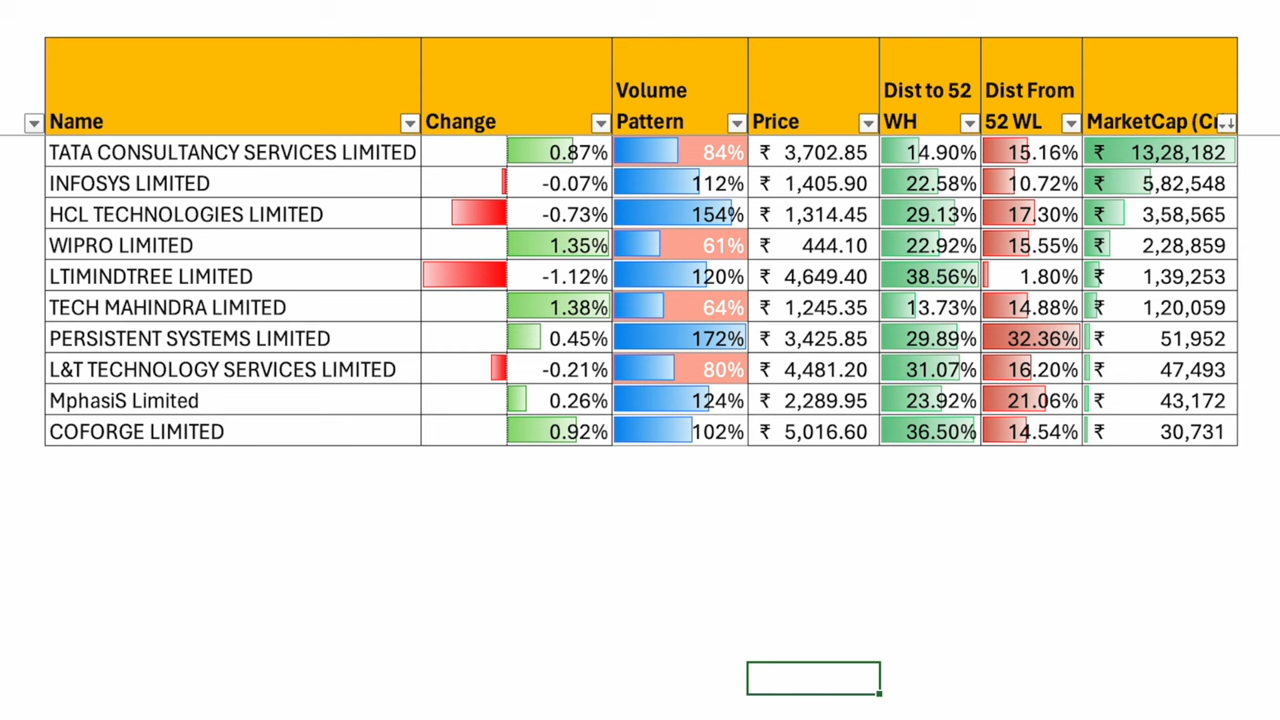 Name Change Volume Pattern Price Dist to 52 WH Dist From 52 WL MarketCap (Cr
TATA CONSULTANCY SERVICES LIMITED 0.87% 84% ₹ 3,702.85 14.90% 15.16% ₹ 13,28,182
INFOSYS LIMITED -0.07% 112% ₹ 1,405.90 22.58% 10.72% ₹ 5,82,548
HCL TECHNOLOGIES LIMITED -0.73% 154% ₹ 1,314.45 29.13% 17.30% ₹ 3,58,565
WIPRO LIMITED 1.35% 61% ₹ 444.10 22.92% 15.55% ₹ 2,28,859
LTIMINDTREE LIMITED -1.12% 120% ₹ 4,649.40 38.56% 1.80% ₹ 1,39,253
TECH MAHINDRA LIMITED 1.38% 64% ₹ 1,245.35 13.73% 14.88% ₹ 1,20,059
PERSISTENT SYSTEMS LIMITED 0.45% 172% ₹ 3,425.85 29.89% 32.36% ₹ 51,952
L&T TECHNOLOGY SERVICES LIMITED -0.21% 80% ₹ 4,481.20 31.07% 16.20% ₹ 47,493
MphasiS Limited 0.26% 124% ₹ 2,289.95 23.92% 21.06% ₹ 43,172
COFORGE LIMITED 0.92% 102% ₹ 5,016.60 36.50% 14.54% ₹ 30,731